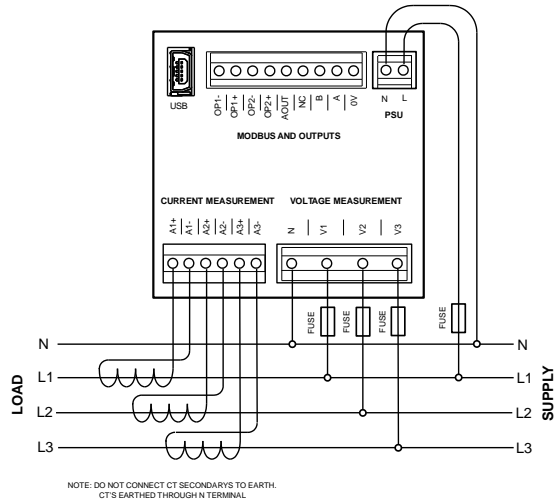 USB
OP1-
OP1+
OP2-
OP2+
AOUT
NC
B
A
0V
N
L
PSU
MODBUS AND OUTPUTS
CURRENT MEASUREMENT
VOLTAGE MEASUREMENT
A1+
A1-
A2+
A2-
A3+
A3-
N
V1
V2
V3
FUSE
FUSE
FUSE
FUSE
N
N
L1
L1
L2
L2
L3
L3
LOAD
SUPPLY
NOTE: DO NOT CONNECT CT SECONDARYS TO EARTH.
CT'S EARTHED THROUGH N TERMINAL